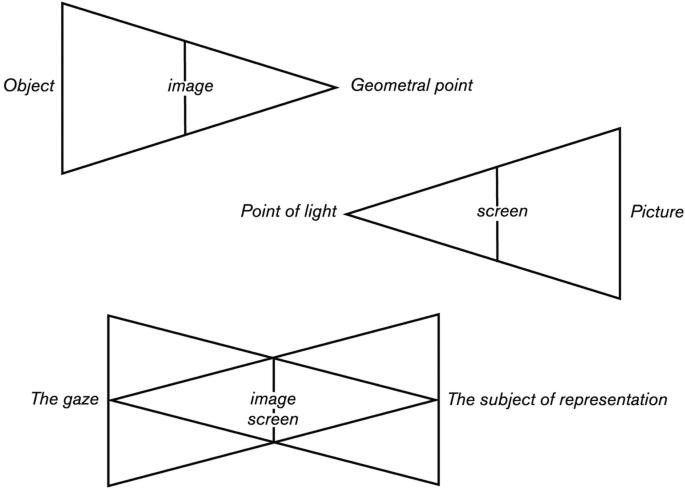 Object
image
Geometral point
Point of light
screen
Picture
The gaze
image
screen
The subject of representation